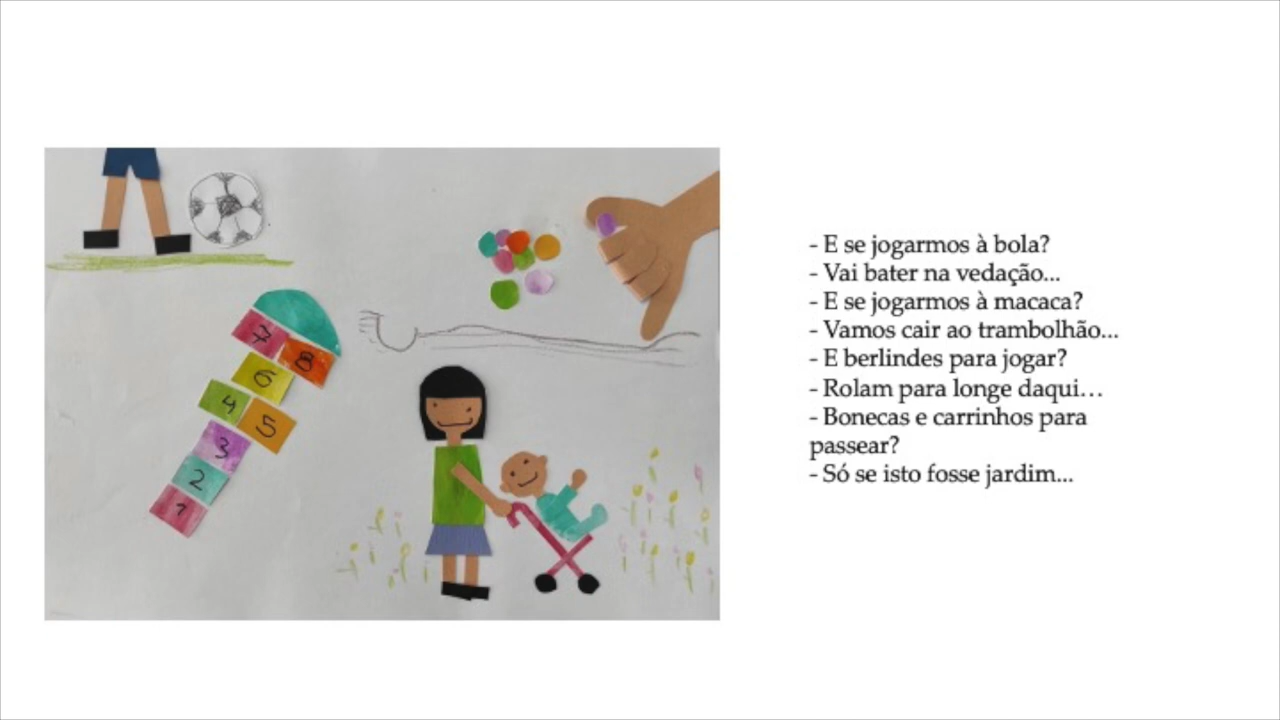 7
8
6
4
5
3
2
1
- E se jogarmos à bola?
- Vai bater na vedação...
- E se jogarmos à macaca?
- Vamos cair ao trambolhão...
- E berlindes para jogar?
- Rolam para longe daqui...
- Bonecas e carrinhos para
passear?
- Só se isto fosse jardim...